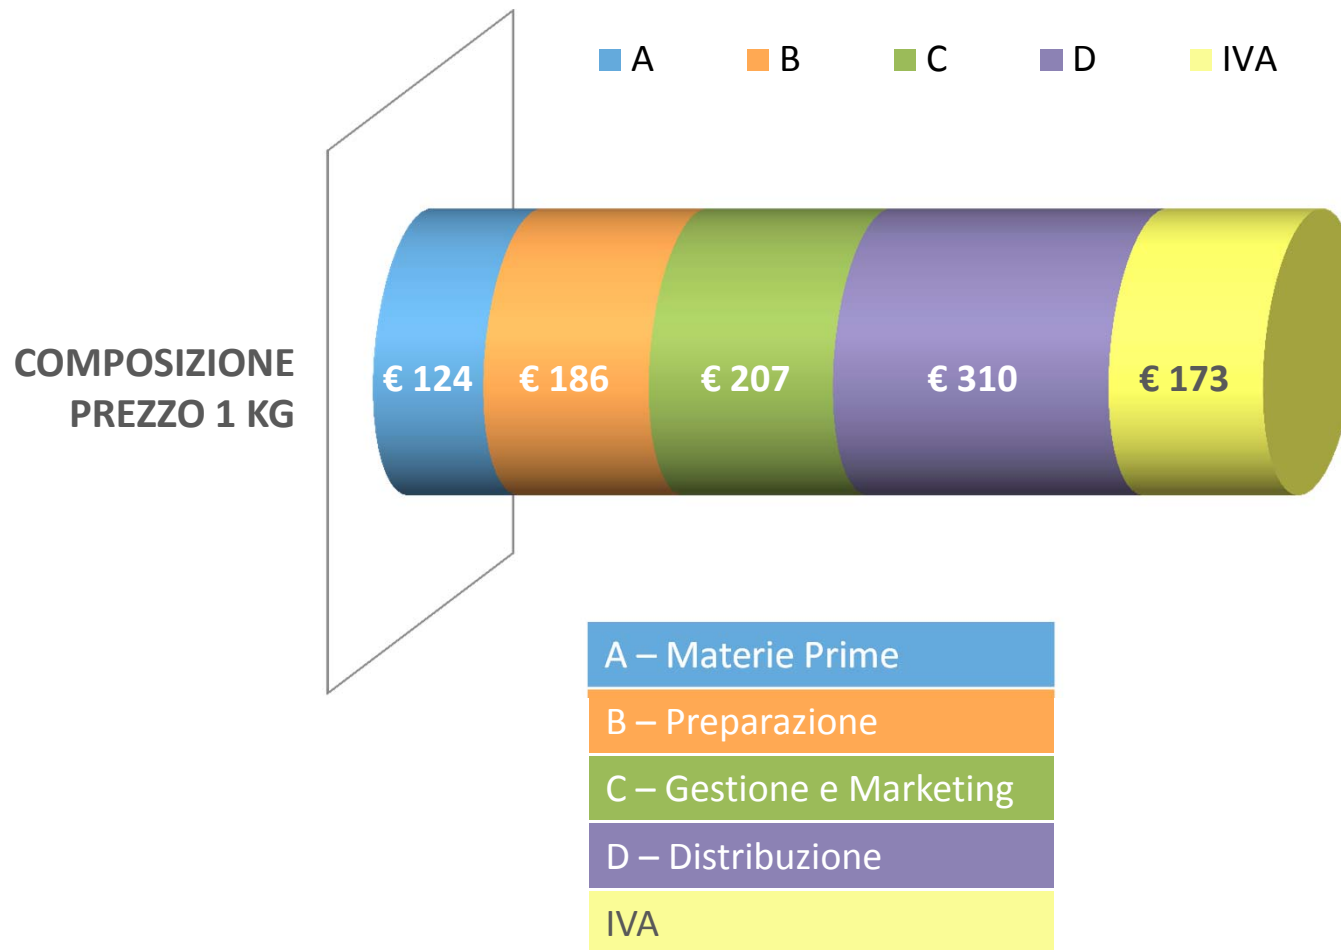 A B C D IVA
COMPOSIZIONE
PREZZO 1 KG
€ 124 € 186 € 207 € 310 € 173
A – Materie Prime
B – Preparazione
C – Gestione e Marketing
D – Distribuzione
IVA